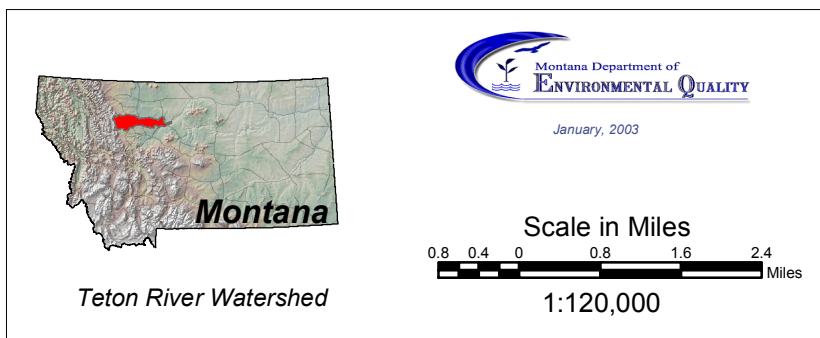 Montana Department of
ENVIRONMENTAL QUALITY
January, 2003
Montana
Teton River Watershed
Scale in Miles
0.8 0.4 0 0.8 1.6 2.4
Miles
1:120,000